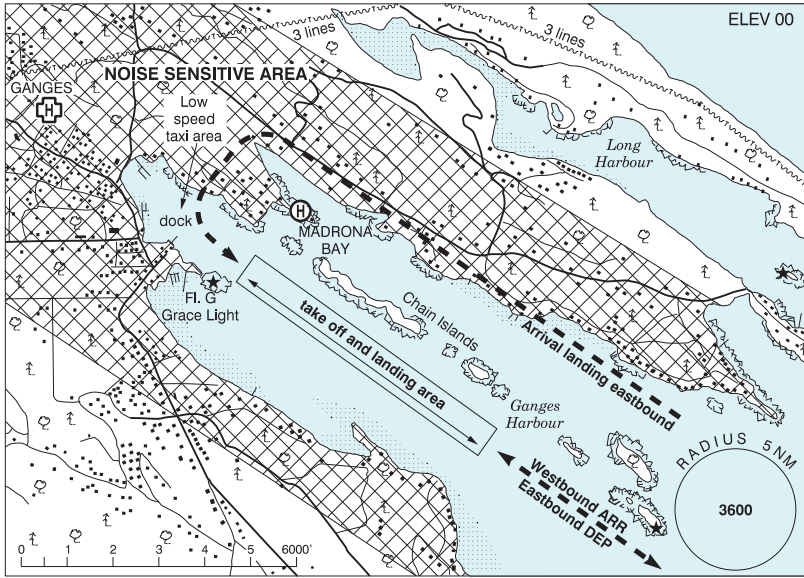 3 lines
3 lines
ELEV 00
NOISE SENSITIVE AREA
GANGES
H
Low
speed
taxi area
Long
Harbour
dock
H
MADRONA
BAY
Fl. G
Grace Light
take off and landing area
Chain Islands
Arrival landing eastbound
Ganges
Harbour
Westbound ARR
Eastbound DEP
RADIUS 5 NM
3600
0 1 2 3 4 5 6000'